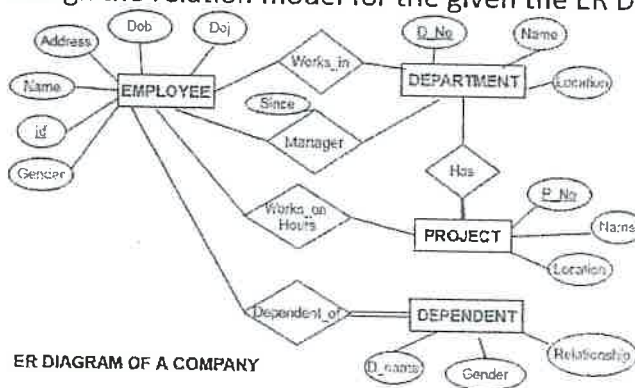 the relation model for the given the ER D
Dob
Doj
Address
Name
id
Gender
EMPLOYEE
Works_in
Since
Manager
D_No
Name
Location
DEPARTMENT
Has
Works_on
Hours
P_No
Name
Location
PROJECT
Dependent_of
DEPENDENT
D_name
Gender
Relationship
ER DIAGRAM OF A COMPANY